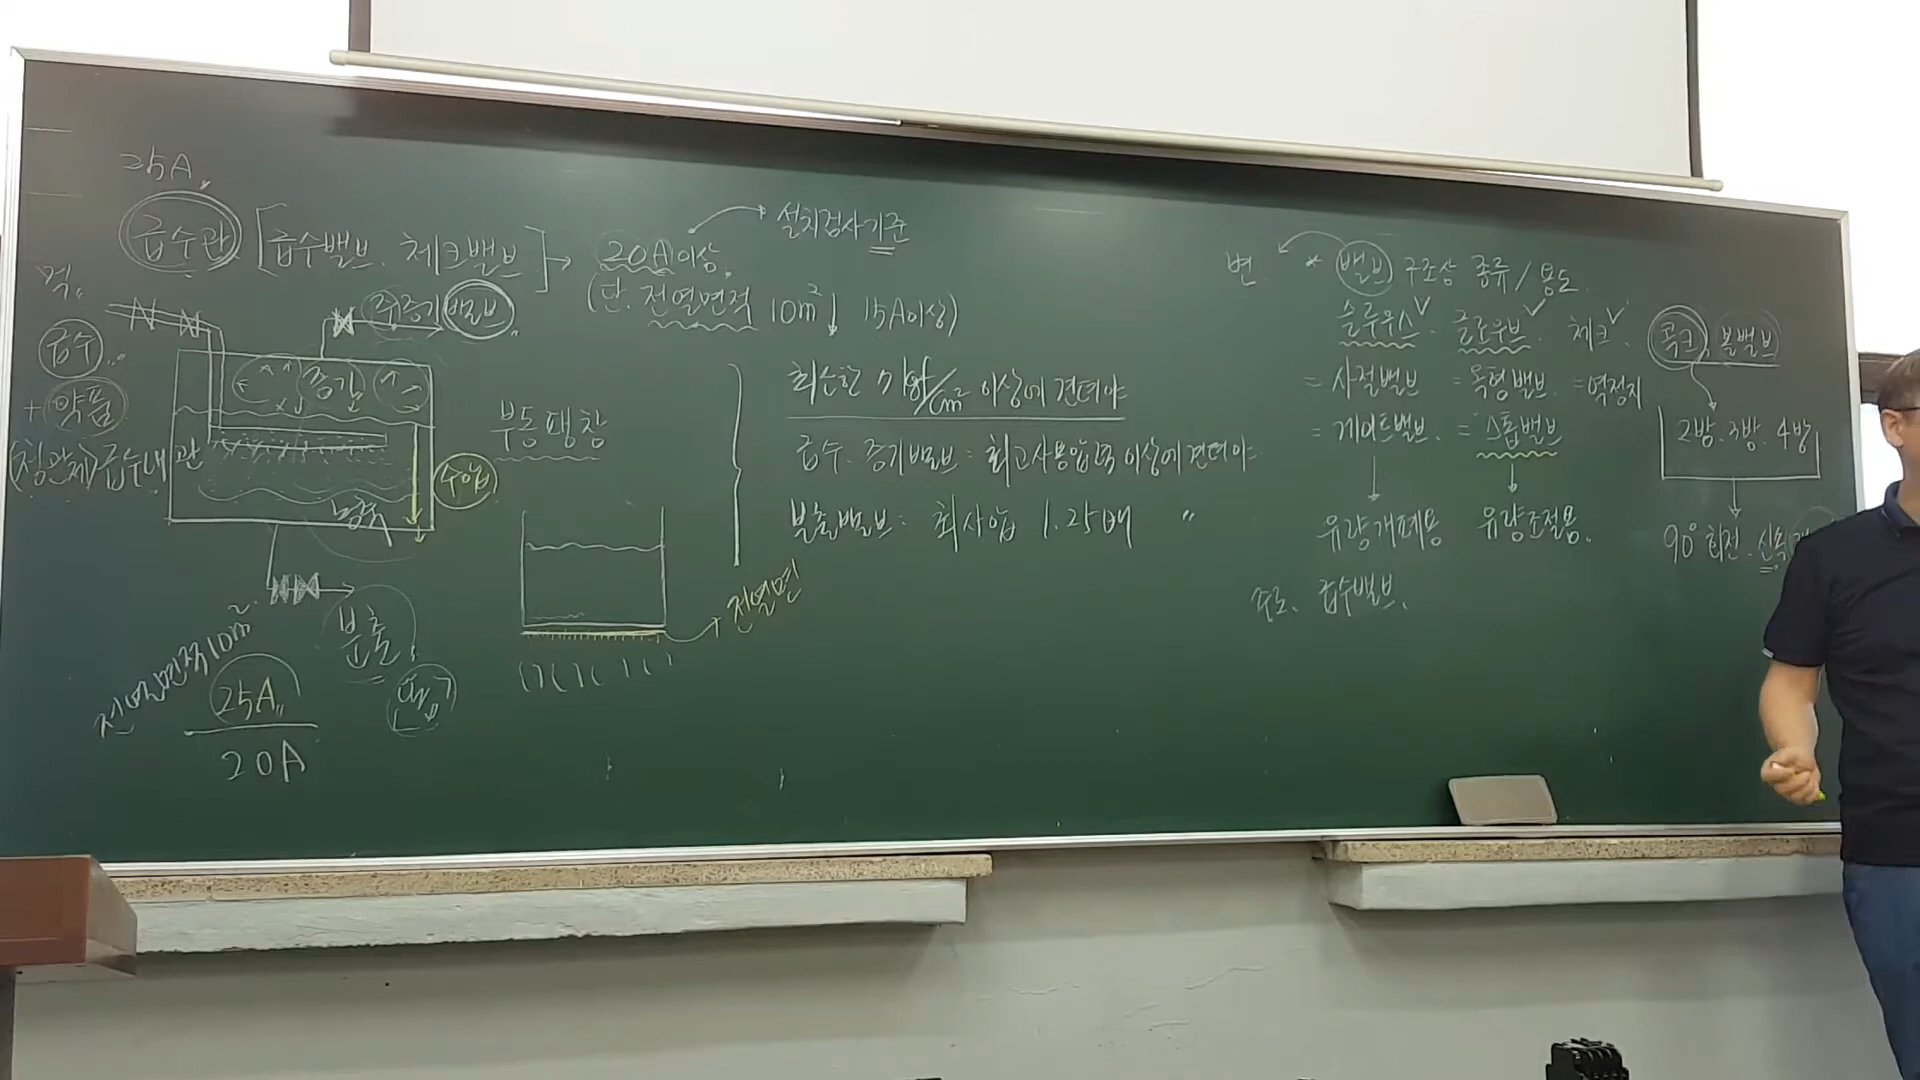 25A
급수관 [급수밸브. 체크밸브] → 20A이상.
설치검사기준
(단. 전열면적 10m²↓ 15A이상)
주증기밸브
급수
+ 약품
(청관제) 급수내관
증기
수위
부동팽창
분출
전열면적 10m²
25A
20A
전열면
최소한 7kgf/cm² 이상에 견뎌야
급수. 증기밸브 : 최고사용압력 이상에 견뎌야
분출밸브 : 최사압 1.25배 〃
변
* 밸브 구조상 종류 / 용도
슬루우스. 글로우브. 체크.
= 사절밸브 = 옥형밸브. = 역정지
= 게이트밸브. = 스톱밸브
유량개폐용 유량조절용.
주로. 급수밸브.
콕크. 볼밸브
2방. 3방. 4방
90° 회전. 신속